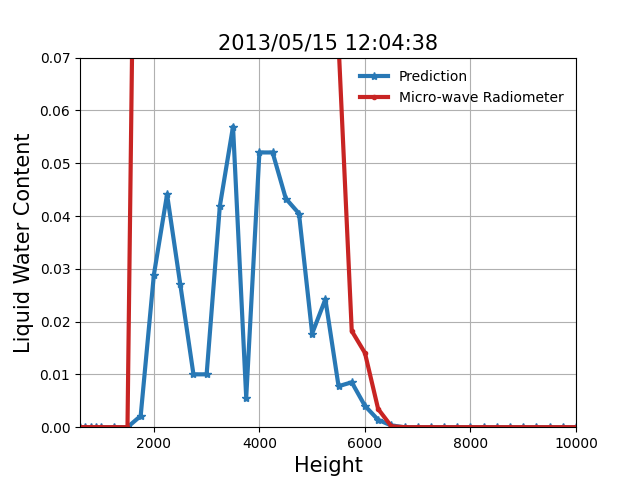 2013/05/15 12:04:38
Prediction
Micro-wave Radiometer
Liquid Water Content
0.07
0.06
0.05
0.04
0.03
0.02
0.01
0.00
2000 4000 6000 8000 10000
Height